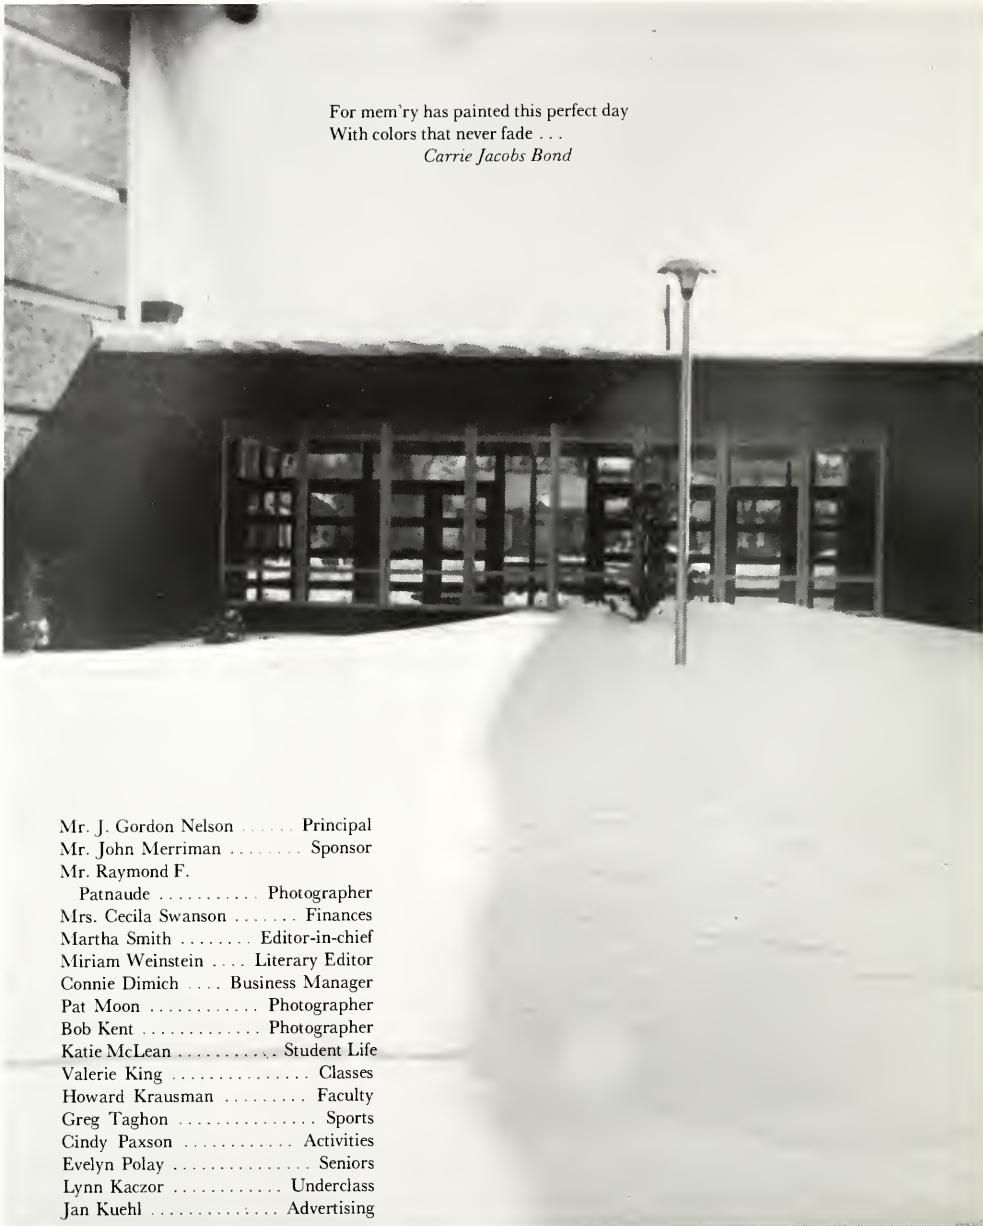 For mem'ry has painted this perfect day
With colors that never fade . . .
Carrie Jacobs Bond
Mr. J. Gordon Nelson . . . . . . Principal
Mr. John Merriman . . . . . . . . Sponsor
Mr. Raymond F.
Patnaude . . . . . . . . . . . Photographer
Mrs. Cecila Swanson . . . . . . . Finances
Martha Smith . . . . . . . . Editor-in-chief
Miriam Weinstein . . . . Literary Editor
Connie Dimich . . . . Business Manager
Pat Moon . . . . . . . . . . . . Photographer
Bob Kent . . . . . . . . . . . . . Photographer
Katie McLean . . . . . . . . . . . Student Life
Valerie King . . . . . . . . . . . . . . . Classes
Howard Krausman . . . . . . . . . Faculty
Greg Taghon . . . . . . . . . . . . . . . Sports
Cindy Paxson . . . . . . . . . . . . Activities
Evelyn Polay . . . . . . . . . . . . . . . Seniors
Lynn Kaczor . . . . . . . . . . . . Underclass
Jan Kuehl . . . . . . . . . . . . . . Advertising